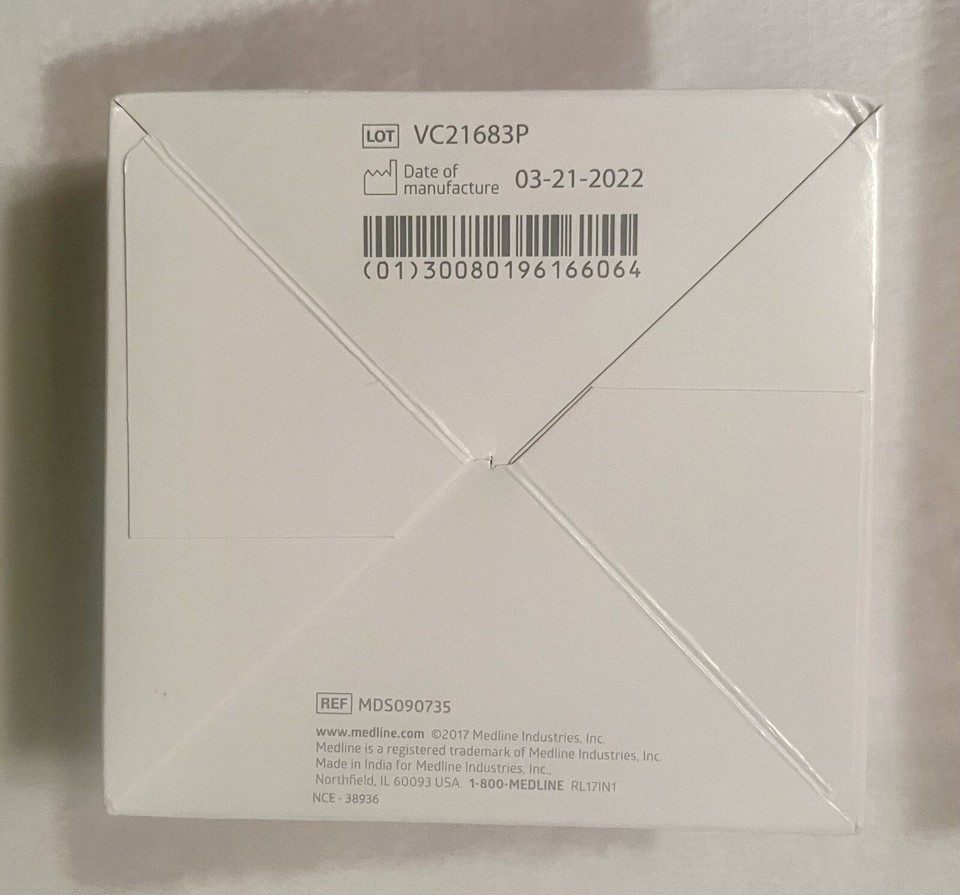 LOT VC21683P
Date of
manufacture 03-21-2022
(01)30080196166064
REF MDS090735
www.medline.com ©2017 Medline Industries, Inc.
Medline is a registered trademark of Medline Industries, Inc
Made in India for Medline Industries, Inc.,
Northfield, IL 60093 USA. 1-800-MEDLINE RL17IN1
NCE - 38936